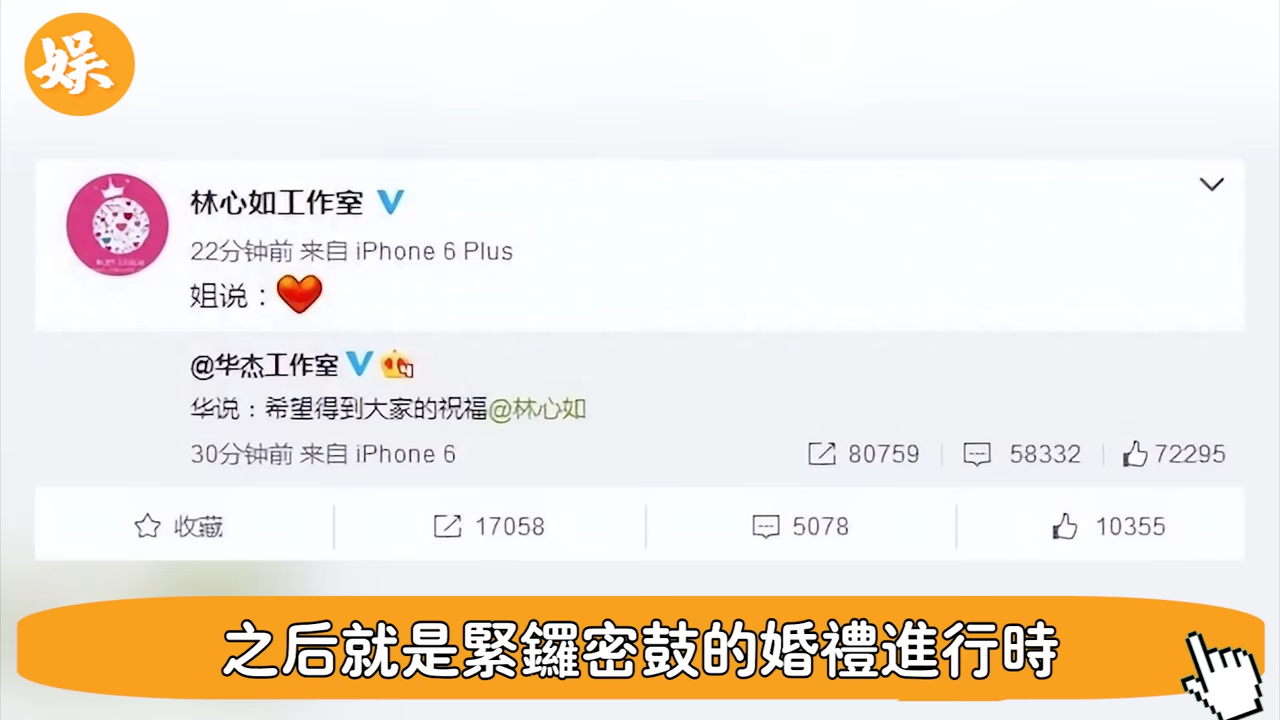 娱
林心如工作室
22分钟前 来自 iPhone 6 Plus
姐说：
@华杰工作室
华说：希望得到大家的祝福@林心如
30分钟前 来自 iPhone 6
80759 58332 72295
收藏 17058 5078 10355
之后就是緊鑼密鼓的婚禮進行時